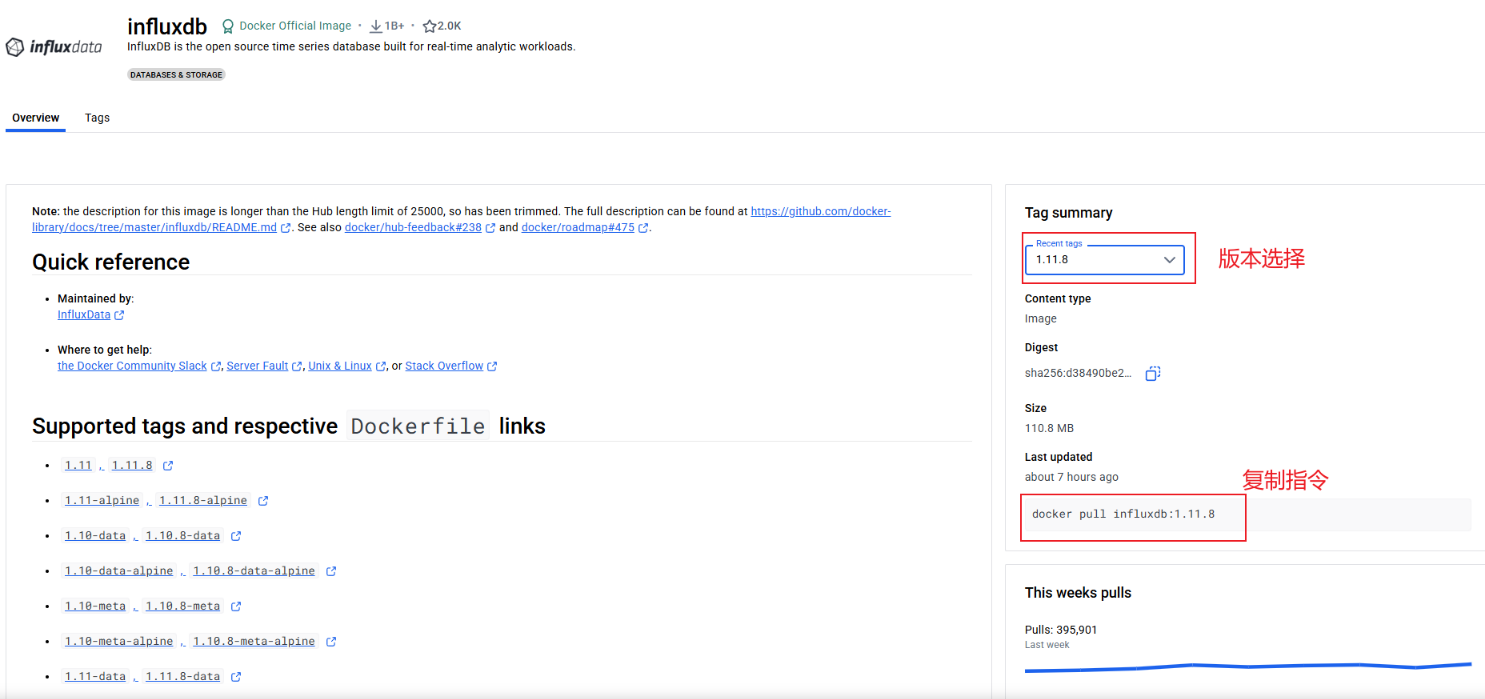 influxdata
influxdb Docker Official Image · 1B+ · 2.0K
InfluxDB is the open source time series database built for real-time analytic workloads.
DATABASES & STORAGE
Overview Tags
Note: the description for this image is longer than the Hub length limit of 25000, so has been trimmed. The full description can be found at https://github.com/docker-
library/docs/tree/master/influxdb/README.md. See also docker/hub-feedback#238 and docker/roadmap#475.
Quick reference
• Maintained by:
InfluxData
• Where to get help:
the Docker Community Slack, Server Fault, Unix & Linux, or Stack Overflow
Supported tags and respective Dockerfile links
• 1.11, 1.11.8
• 1.11-alpine, 1.11.8-alpine
• 1.10-data, 1.10.8-data
• 1.10-data-alpine, 1.10.8-data-alpine
• 1.10-meta, 1.10.8-meta
• 1.10-meta-alpine, 1.10.8-meta-alpine
• 1.11-data, 1.11.8-data
Tag summary
Recent tags
1.11.8
版本选择
Content type
Image
Digest
sha256:d38490be2...
Size
110.8 MB
Last updated
about 7 hours ago
复制指令
docker pull influxdb:1.11.8
This weeks pulls
Pulls: 395,901
Last week